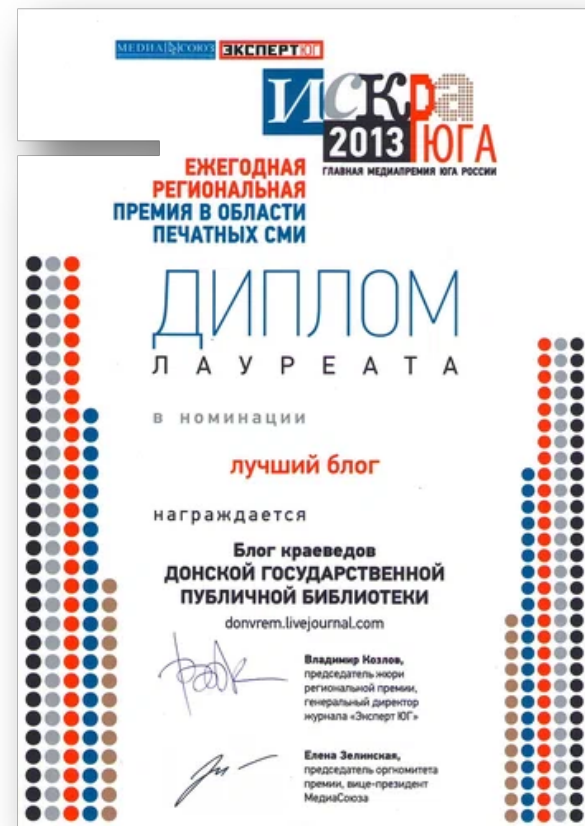 МЕДИАСОЮЗ ЭКСПЕРТ ЮГ
ИСКРа
2013 ЮГА
ГЛАВНАЯ МЕДИАПРЕМИЯ ЮГА РОССИИ
ЕЖЕГОДНАЯ
РЕГИОНАЛЬНАЯ
ПРЕМИЯ В ОБЛАСТИ
ПЕЧАТНЫХ СМИ
ДИПЛОМ
ЛАУРЕАТА
в номинации
лучший блог
награждается
Блог краеведов
ДОНСКОЙ ГОСУДАРСТВЕННОЙ
ПУБЛИЧНОЙ БИБЛИОТЕКИ
donvrem.livejournal.com
Владимир Козлов,
председатель жюри
региональной премии,
генеральный директор
журнала «Эксперт ЮГ»
Елена Зелинская,
председатель оргкомитета
премии, вице-президент
МедиаСоюза